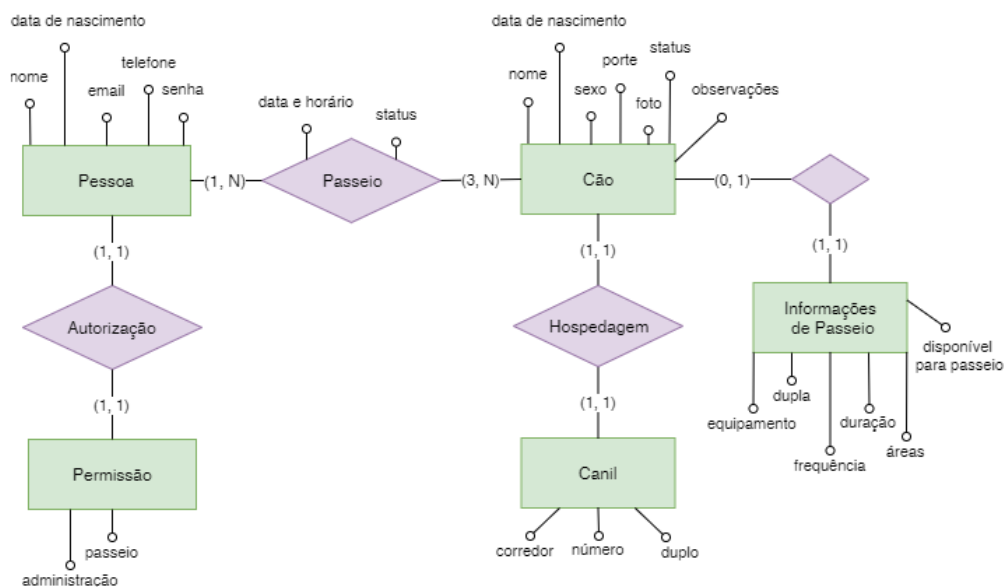 data de nascimento
nome
email
telefone
senha
data e horário
status
data de nascimento
nome
sexo
porte
foto
status
observações
Pessoa
(1, N)
Passeio
(3, N)
Cão
(0, 1)
(1, 1)
(1, 1)
(1, 1)
Autorização
Hospedagem
Informações
de Passeio
disponível
para passeio
equipamento
dupla
frequência
duração
áreas
(1, 1)
(1, 1)
Permissão
Canil
administração
passeio
corredor
número
duplo